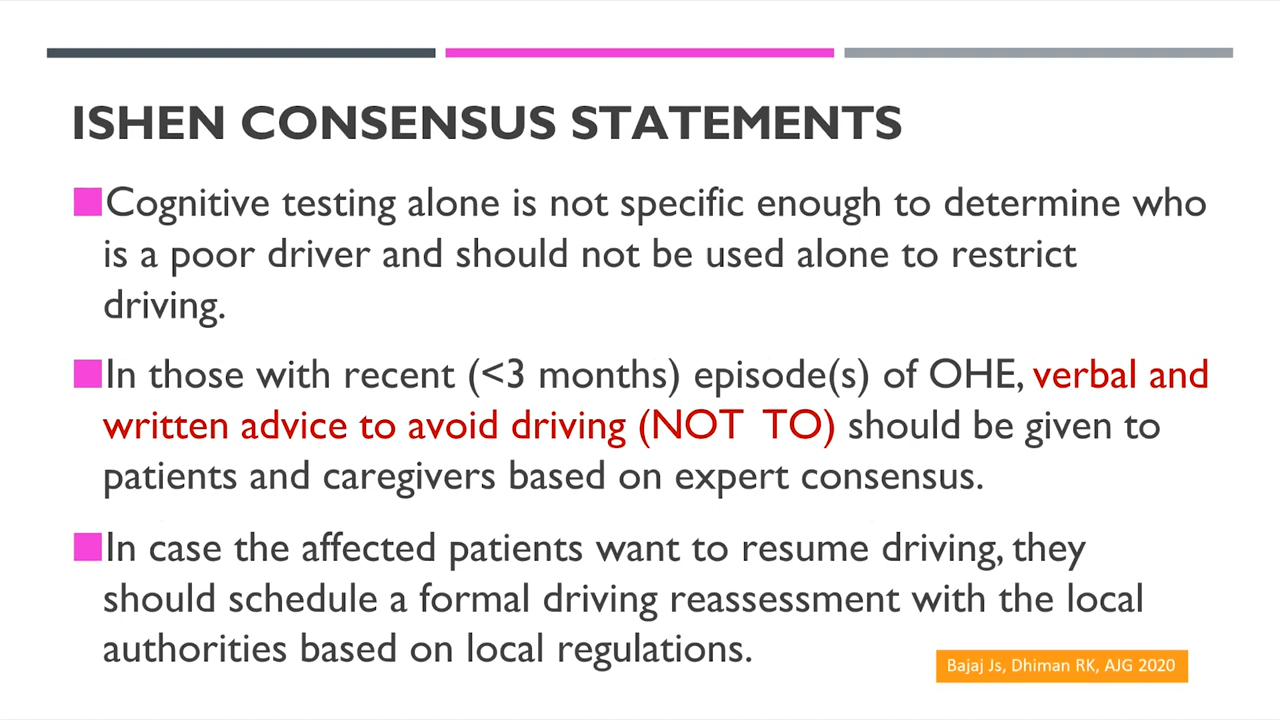 ISHEN CONSENSUS STATEMENTS
Cognitive testing alone is not specific enough to determine who
is a poor driver and should not be used alone to restrict
driving.
In those with recent (<3 months) episode(s) of OHE, verbal and
written advice to avoid driving (NOT TO) should be given to
patients and caregivers based on expert consensus.
In case the affected patients want to resume driving, they
should schedule a formal driving reassessment with the local
authorities based on local regulations.
Bajaj Js, Dhiman RK, AJG 2020